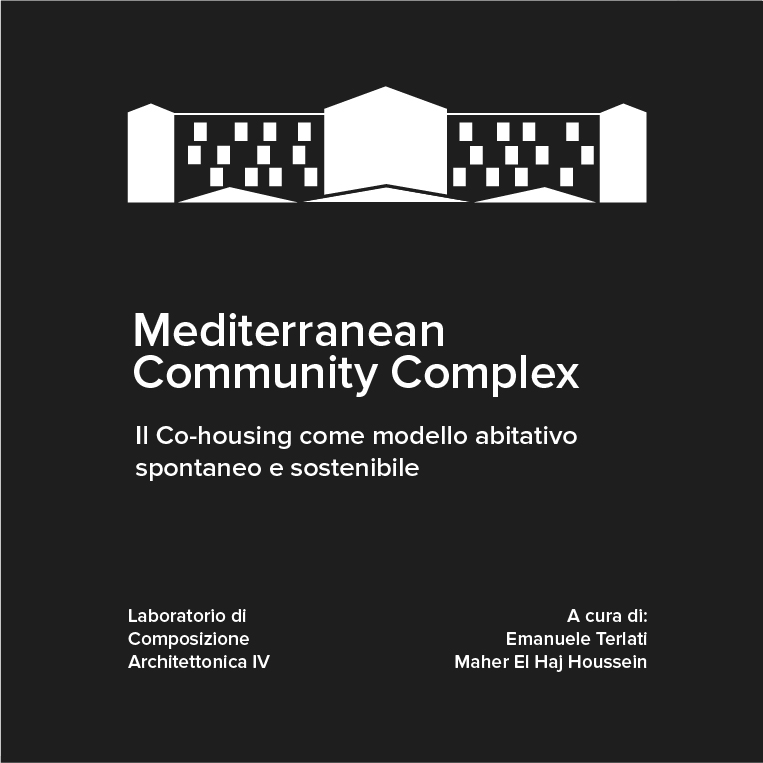 Mediterranean
Community Complex
Il Co-housing come modello abitativo
spontaneo e sostenibile
Laboratorio di
Composizione
Architettonica IV
A cura di:
Emanuele Terlati
Maher El Haj Houssein